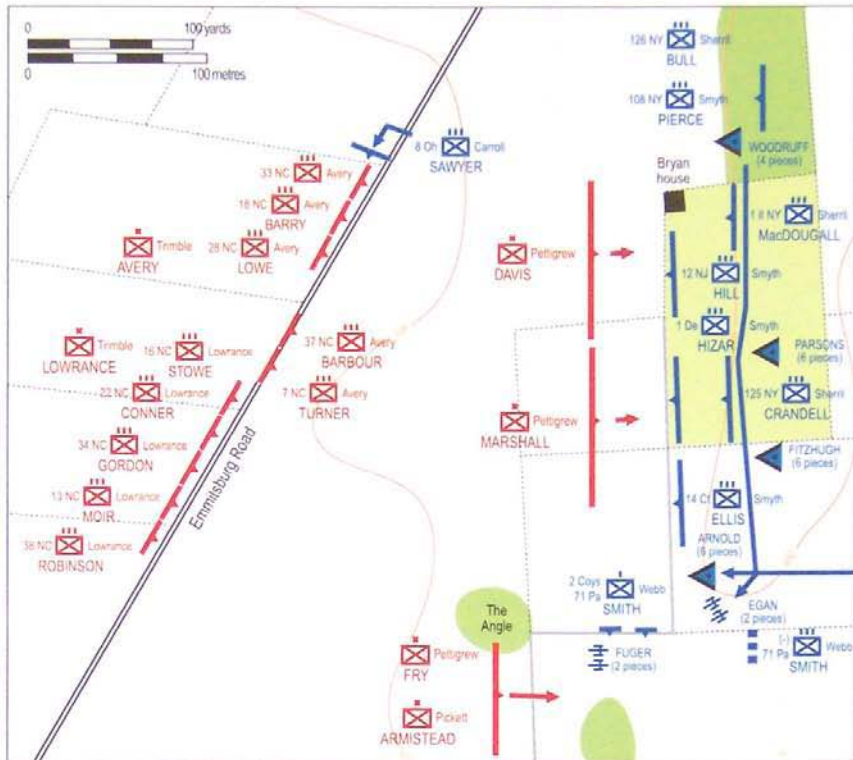 0 100 yards
0 100 metres
126 NY Sherril
BULL
108 NY Smyth
PIERCE
WOODRUFF
(4 pieces)
Bryan
house
8 Oh Carroll
SAWYER
33 NC Avery
18 NC Avery
BARRY
28 NC Avery
LOWE
Trimble
AVERY
Pettigrew
DAVIS
1 il NY Sherril
MacDOUGALL
12 NJ Smyth
HILL
1 De Smyth
HIZAR
PARSONS
(6 pieces)
Trimble
LOWRANCE
16 NC Lowrance
STOWE
37 NC Avery
BARBOUR
22 NC Lowrance
CONNER
7 NC Avery
TURNER
34 NC Lowrance
GORDON
Pettigrew
MARSHALL
125 NY Sherril
CRANDELL
FITZHUGH
(6 pieces)
13 NC Lowrance
MOIR
38 NC Lowrance
ROBINSON
Emmitsburg Road
14 Ct Smyth
ELLIS
ARNOLD
(6 pieces)
2 Coys
71 Pa Webb
SMITH
EGAN
(2 pieces)
The
Angle
FUGER
(2 pieces)
(-)
71 Pa Webb
SMITH
Pettigrew
FRY
Pickett
ARMISTEAD